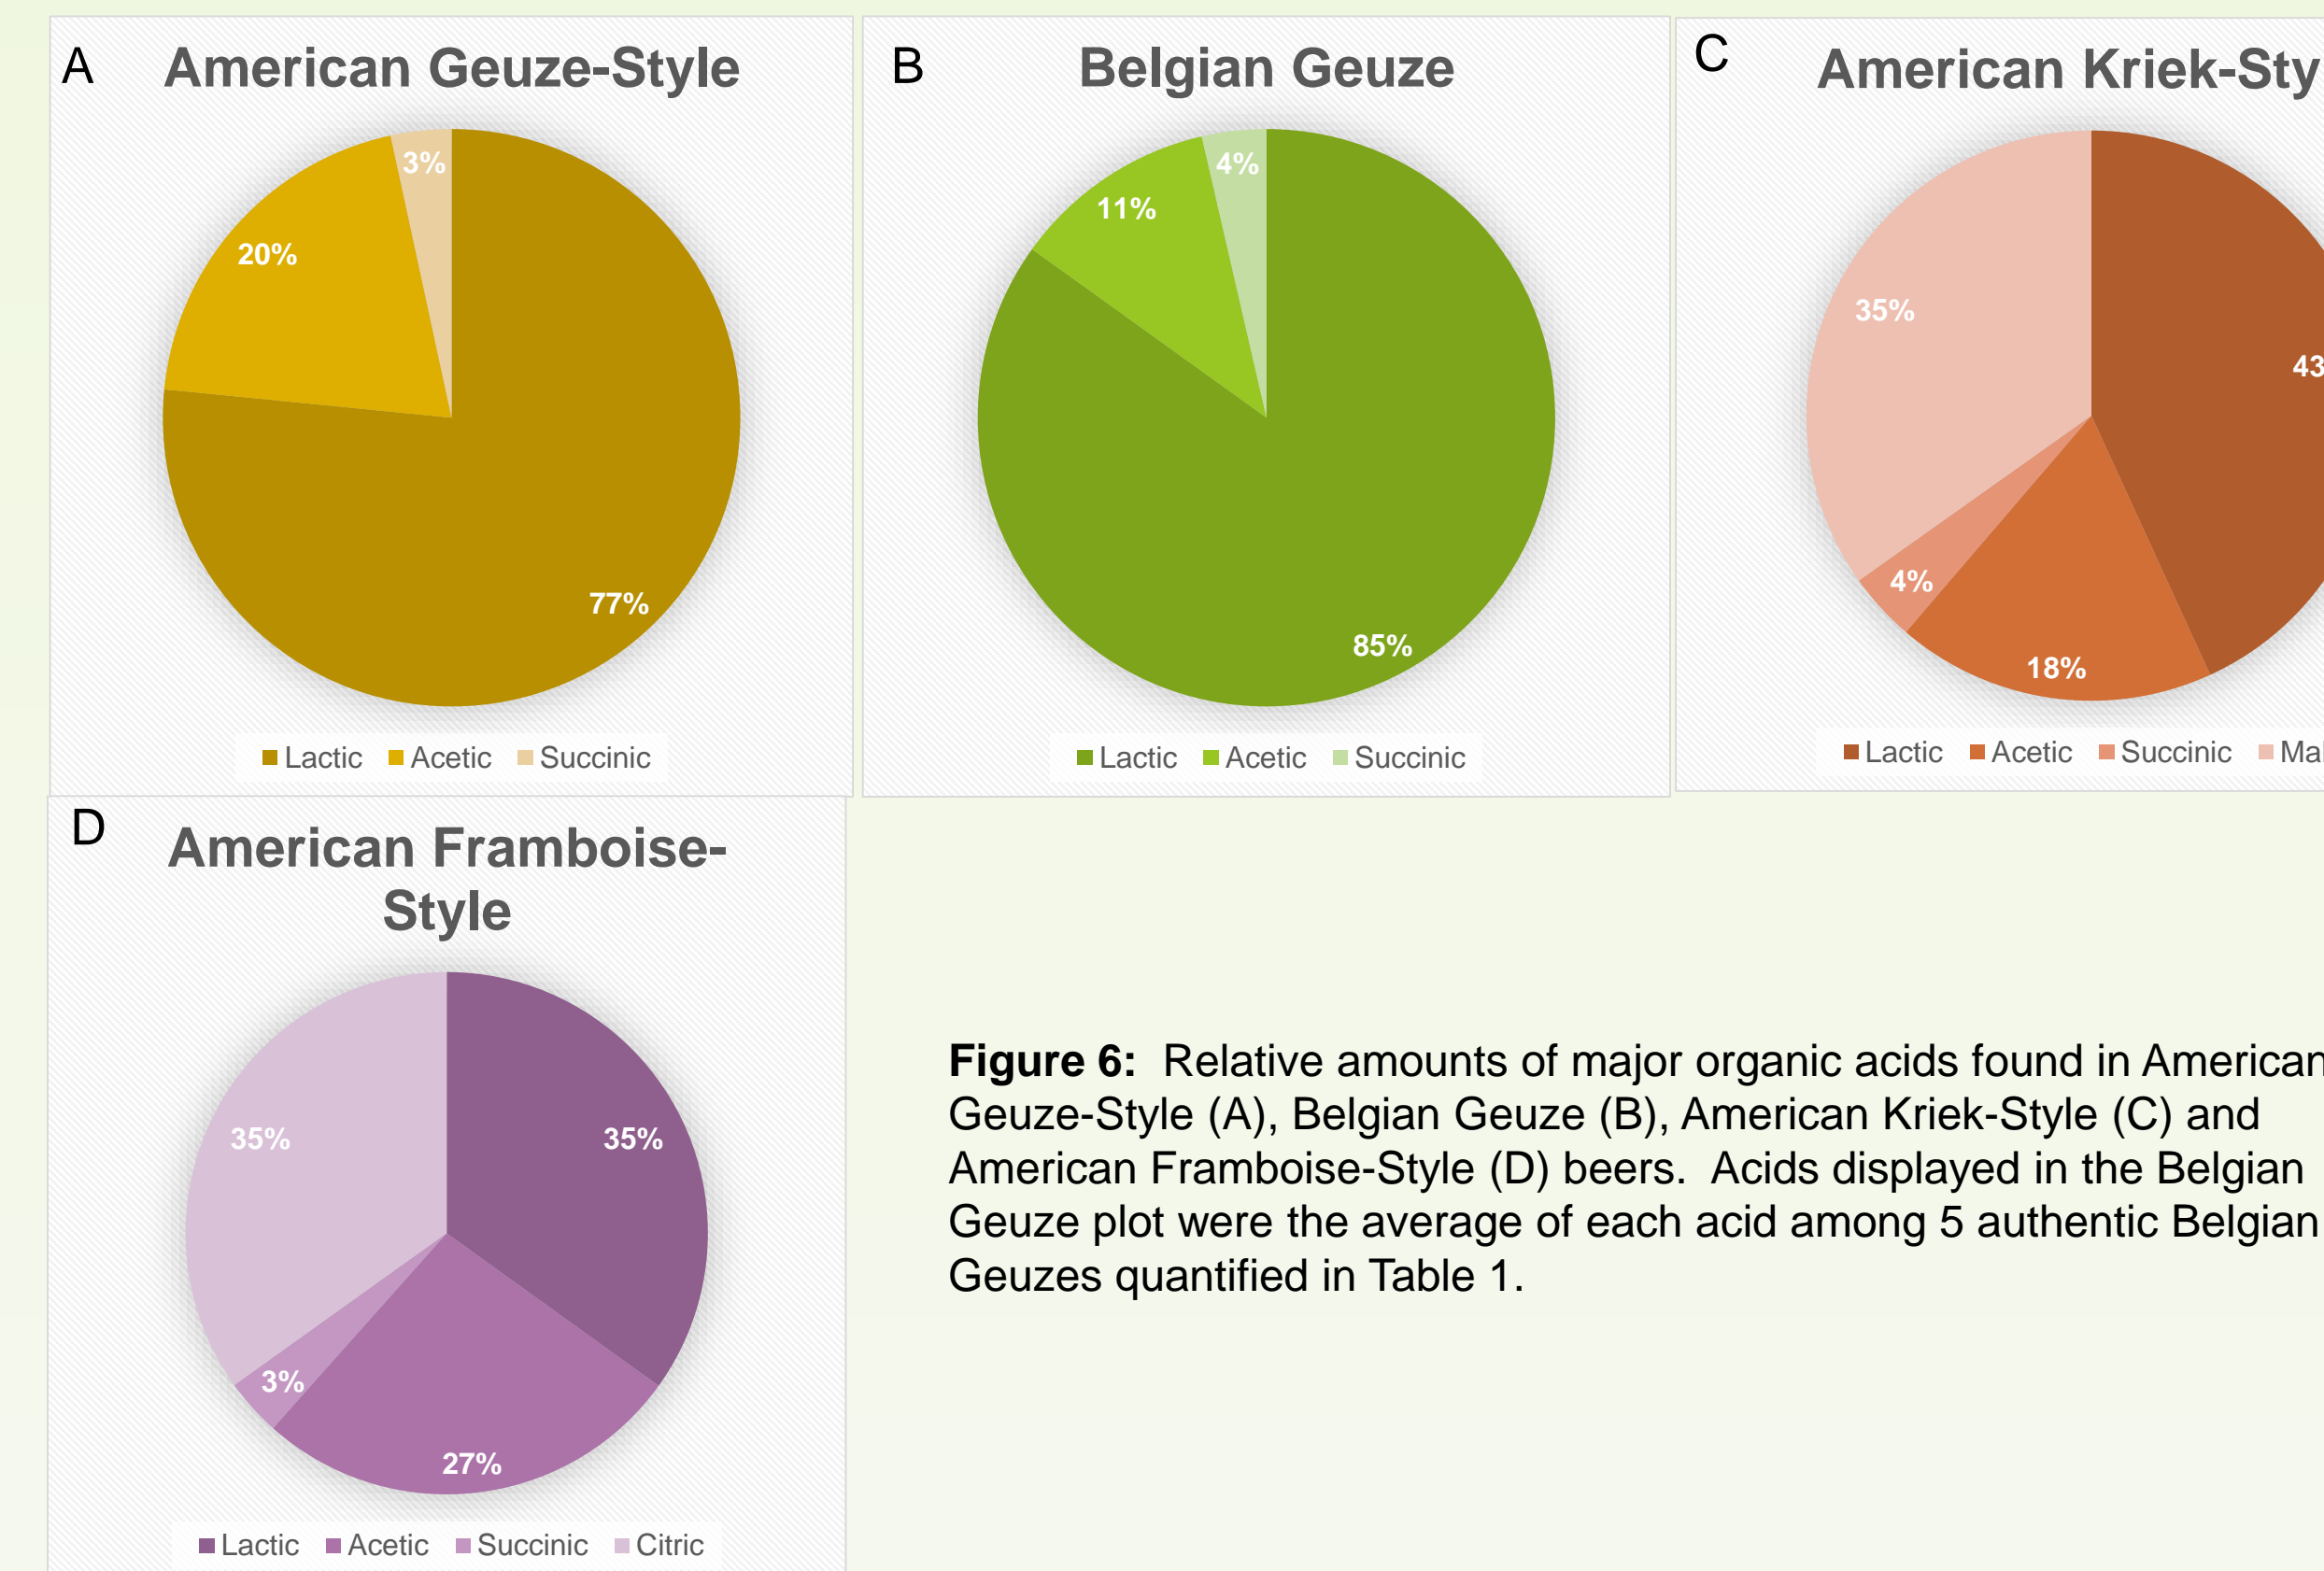 A
American Geuze-Style
3%
20%
77%
Lactic Acetic Succinic
B
Belgian Geuze
4%
11%
85%
Lactic Acetic Succinic
C
American Kriek-Sty
35%
43
4%
18%
Lactic Acetic Succinic
D
American Framboise-
Style
35%
35%
3%
27%
Lactic Acetic Succinic Citric
Figure 6: Relative amounts of major organic acids found in American
Geuze-Style (A), Belgian Geuze (B), American Kriek-Style (C) and
American Framboise-Style (D) beers. Acids displayed in the Belgian
Geuze plot were the average of each acid among 5 authentic Belgian
Geuzes quantified in Table 1.